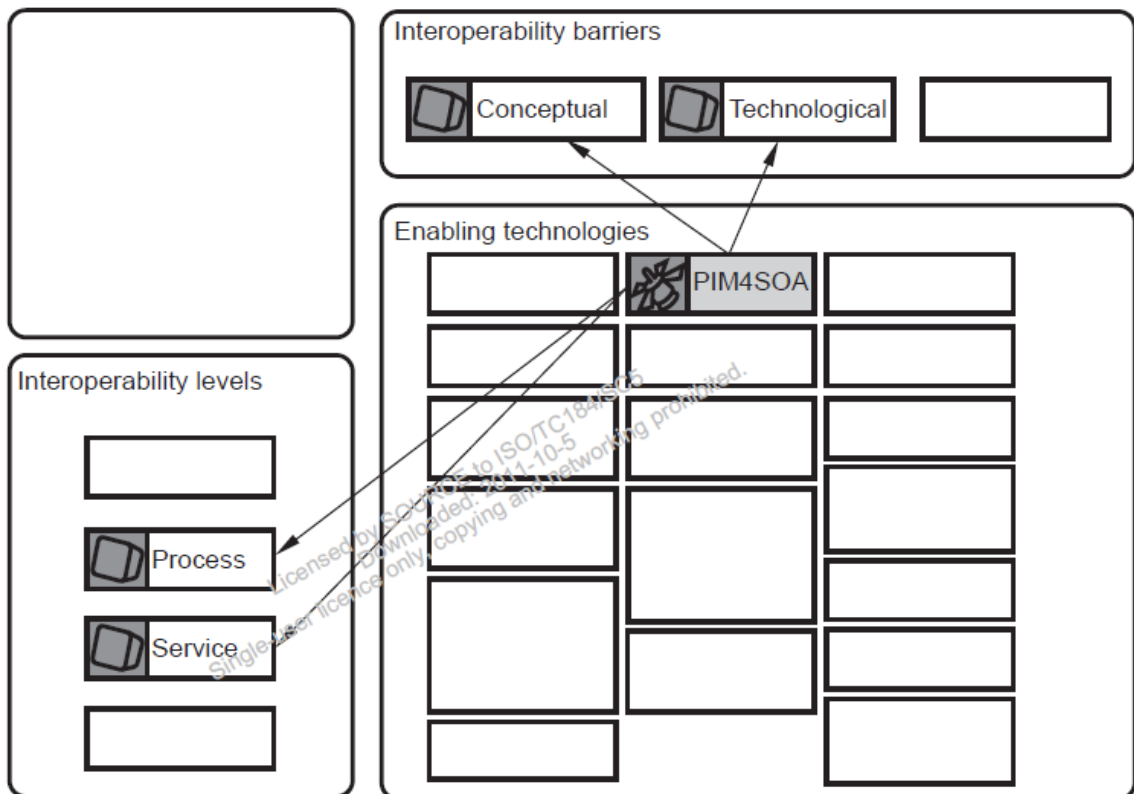 Interoperability barriers
Conceptual
Technological
Enabling technologies
PIM4SOA
Interoperability levels
Process
Service
Licensed by SOURCE to ISO/TC184/SC5
Downloaded: 2011-10-5
Single-user licence only, copying and networking prohibited.